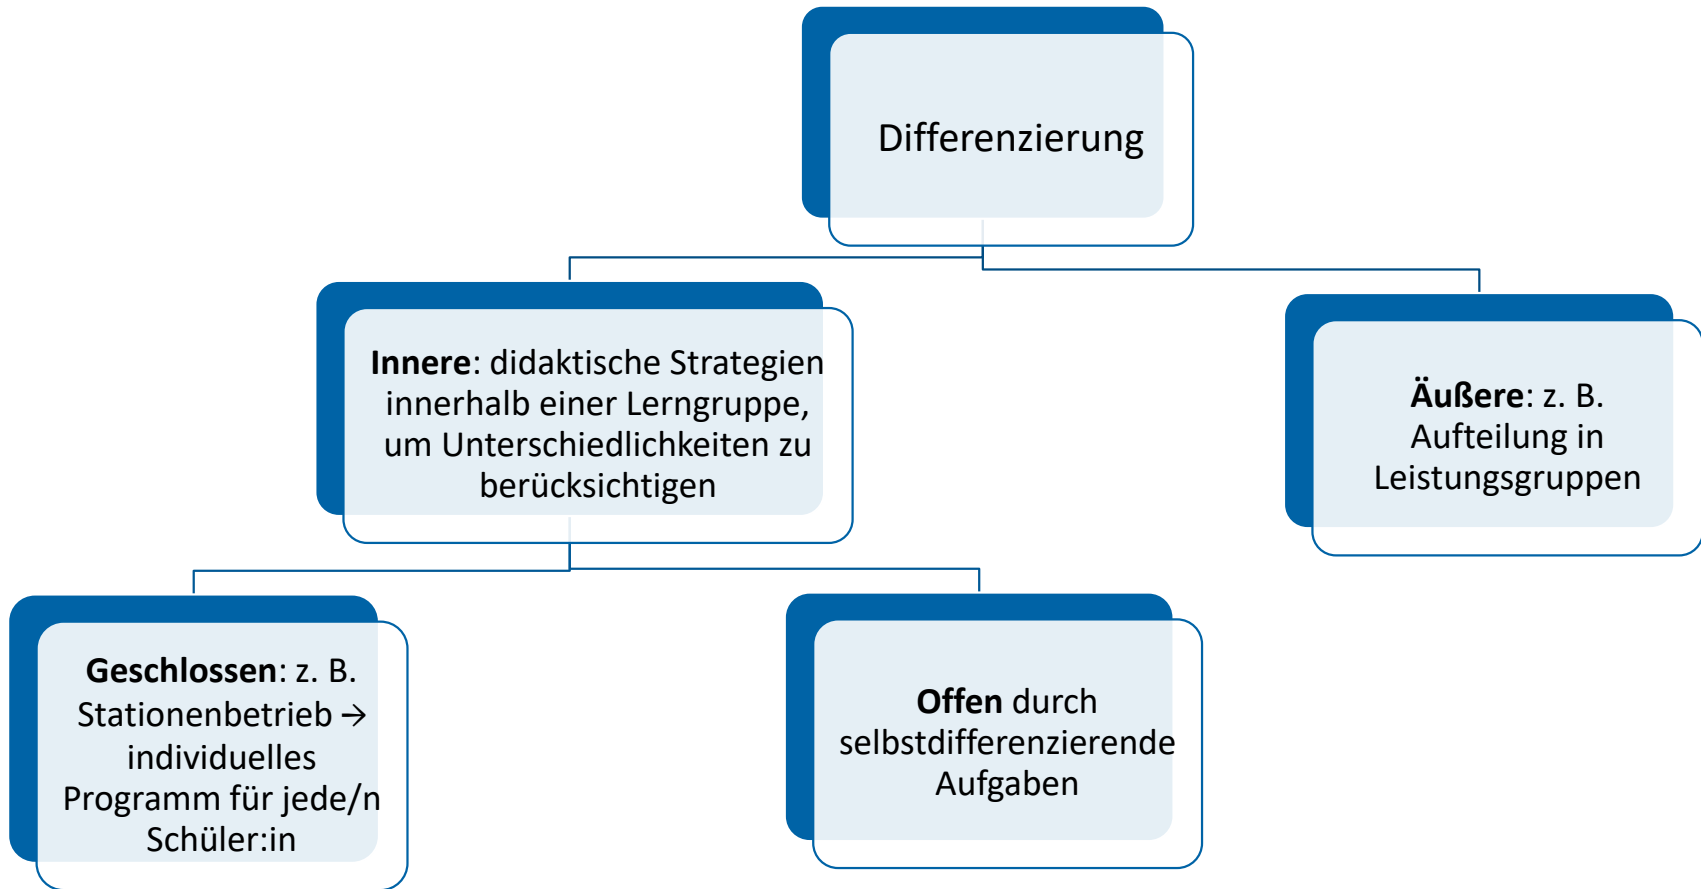 Differenzierung
Innere: didaktische Strategien
innerhalb einer Lerngruppe,
um Unterschiedlichkeiten zu
berücksichtigen
Äußere: z. B.
Aufteilung in
Leistungsgruppen
Geschlossen: z. B.
Stationenbetrieb →
individuelles
Programm für jede/n
Schüler:in
Offen durch
selbstdifferenzierende
Aufgaben